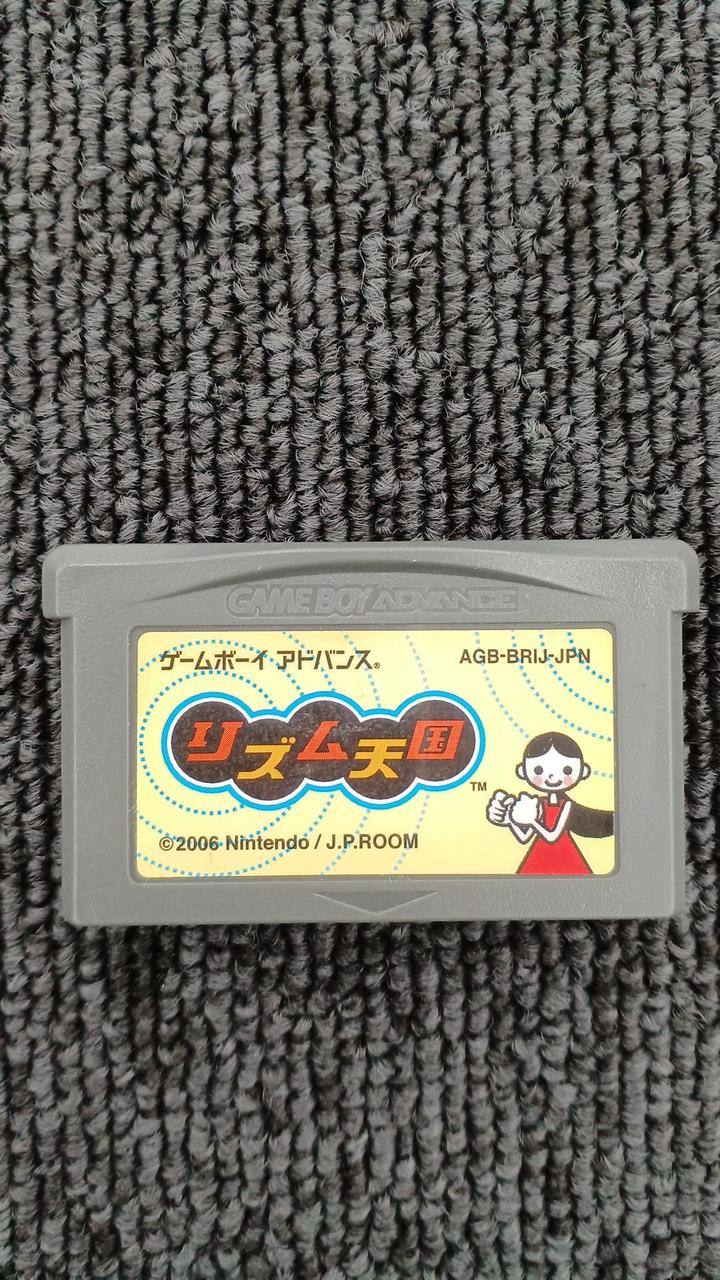 GAME BOY ADVANCE
ゲームボーイ アドバンス®
AGB-BRIJ-JPN
リズム天国
TM
©2006 Nintendo / J.P.ROOM